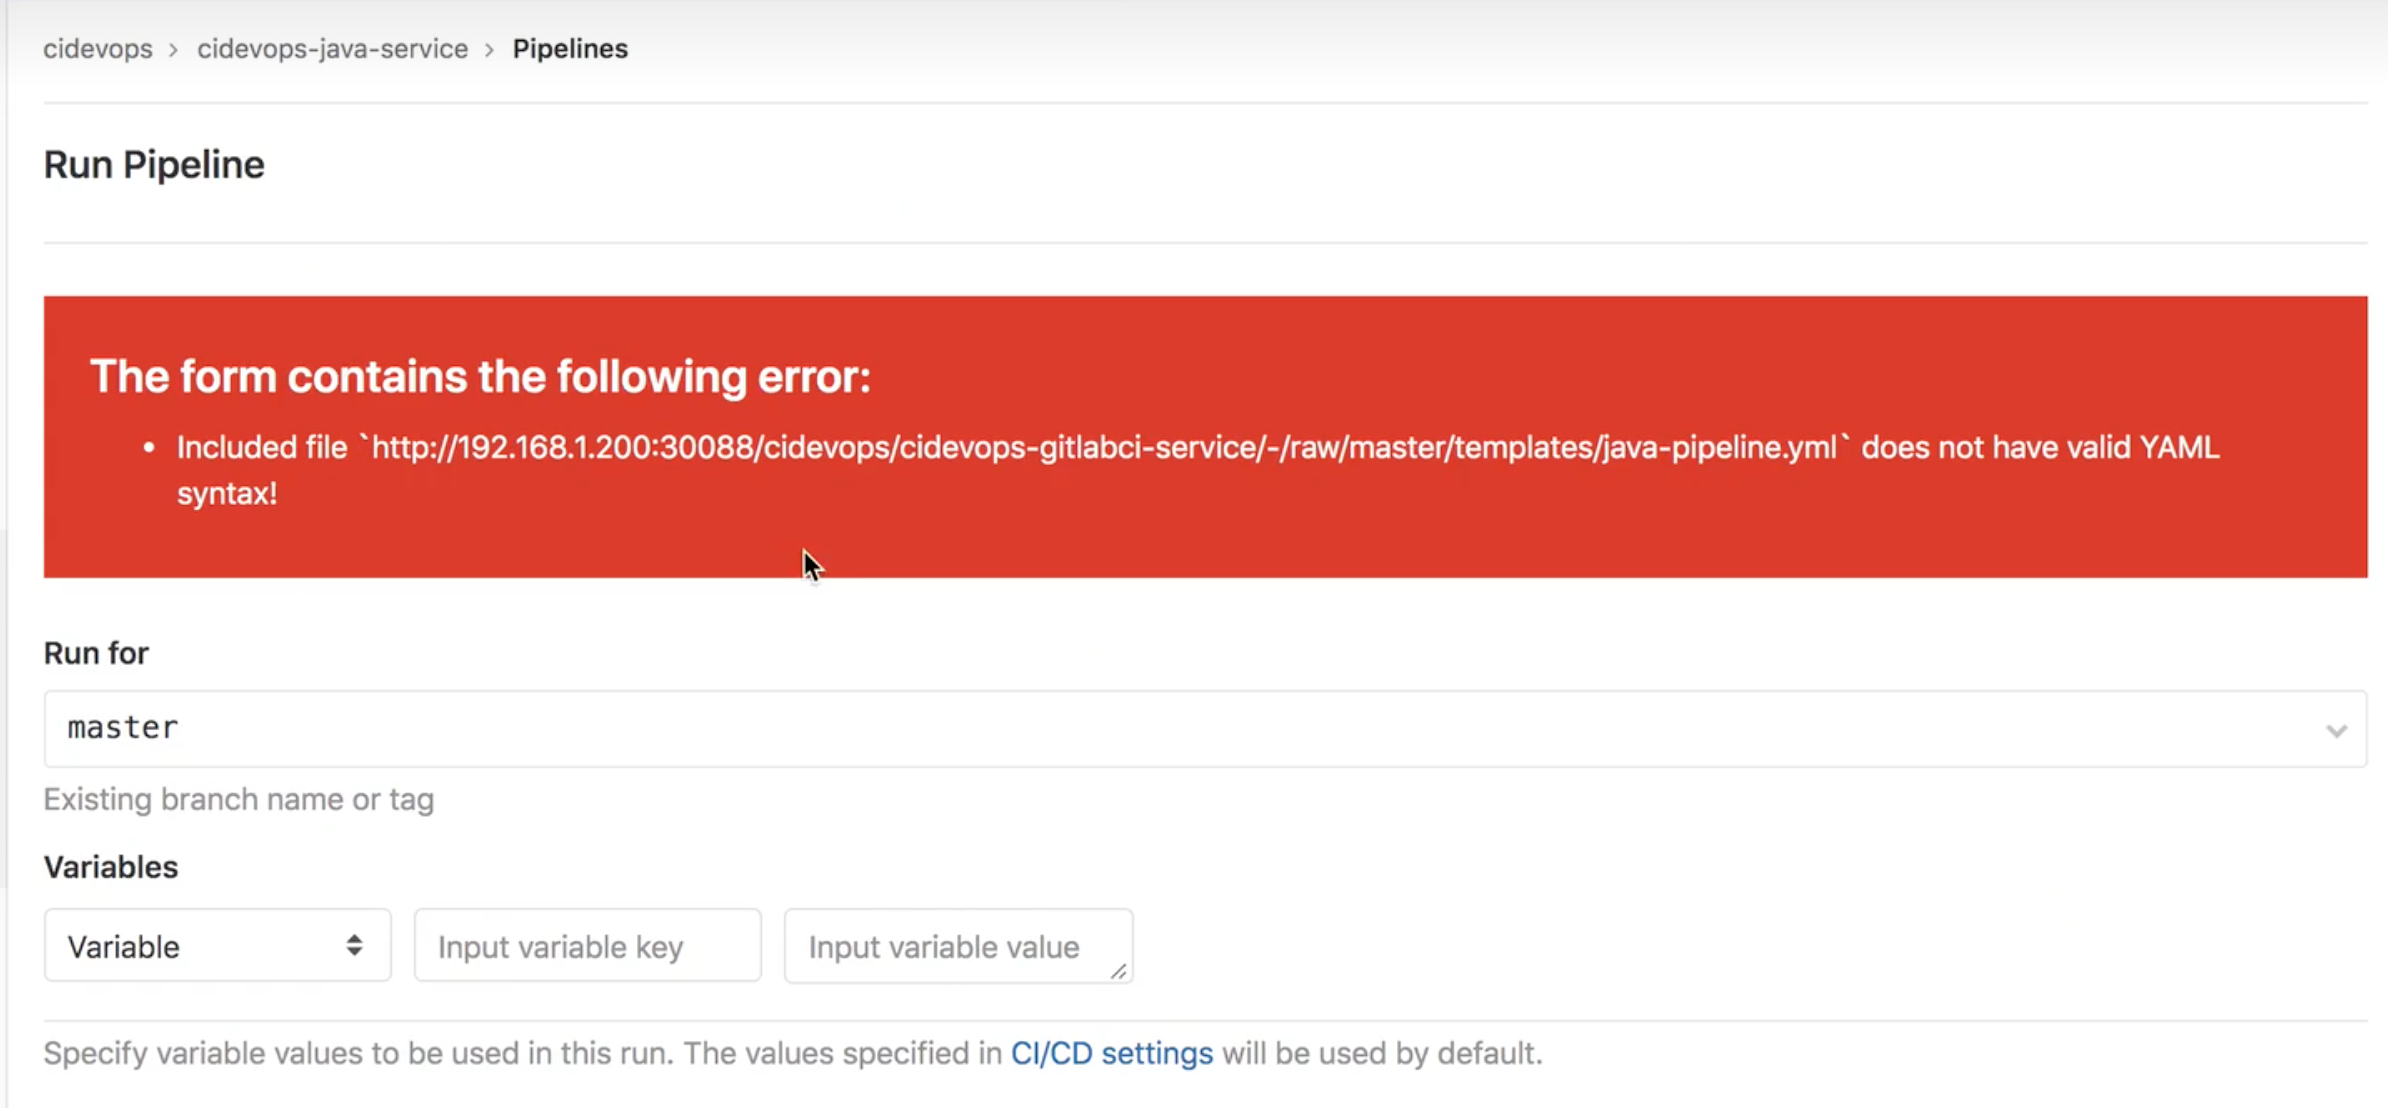 cidevops > cidevops-java-service > Pipelines
Run Pipeline
The form contains the following error:
• Included file `http://192.168.1.200:30088/cidevops/cidevops-gitlabci-service/-/raw/master/templates/java-pipeline.yml` does not have valid YAML
syntax!
Run for
master
Existing branch name or tag
Variables
Variable Input variable key Input variable value
Specify variable values to be used in this run. The values specified in CI/CD settings will be used by default.